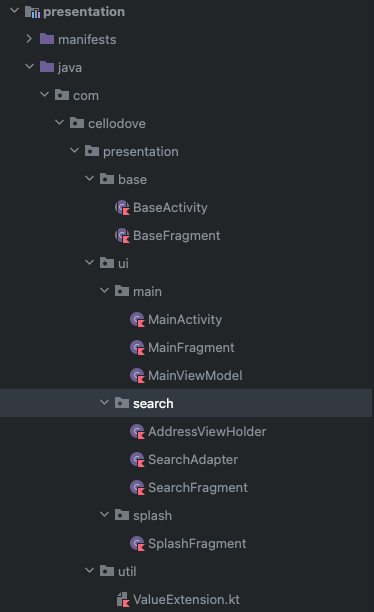 presentation
manifests
java
com
cellodove
presentation
base
BaseActivity
BaseFragment
ui
main
MainActivity
MainFragment
MainViewModel
search
AddressViewHolder
SearchAdapter
SearchFragment
splash
SplashFragment
util
ValueExtension.kt